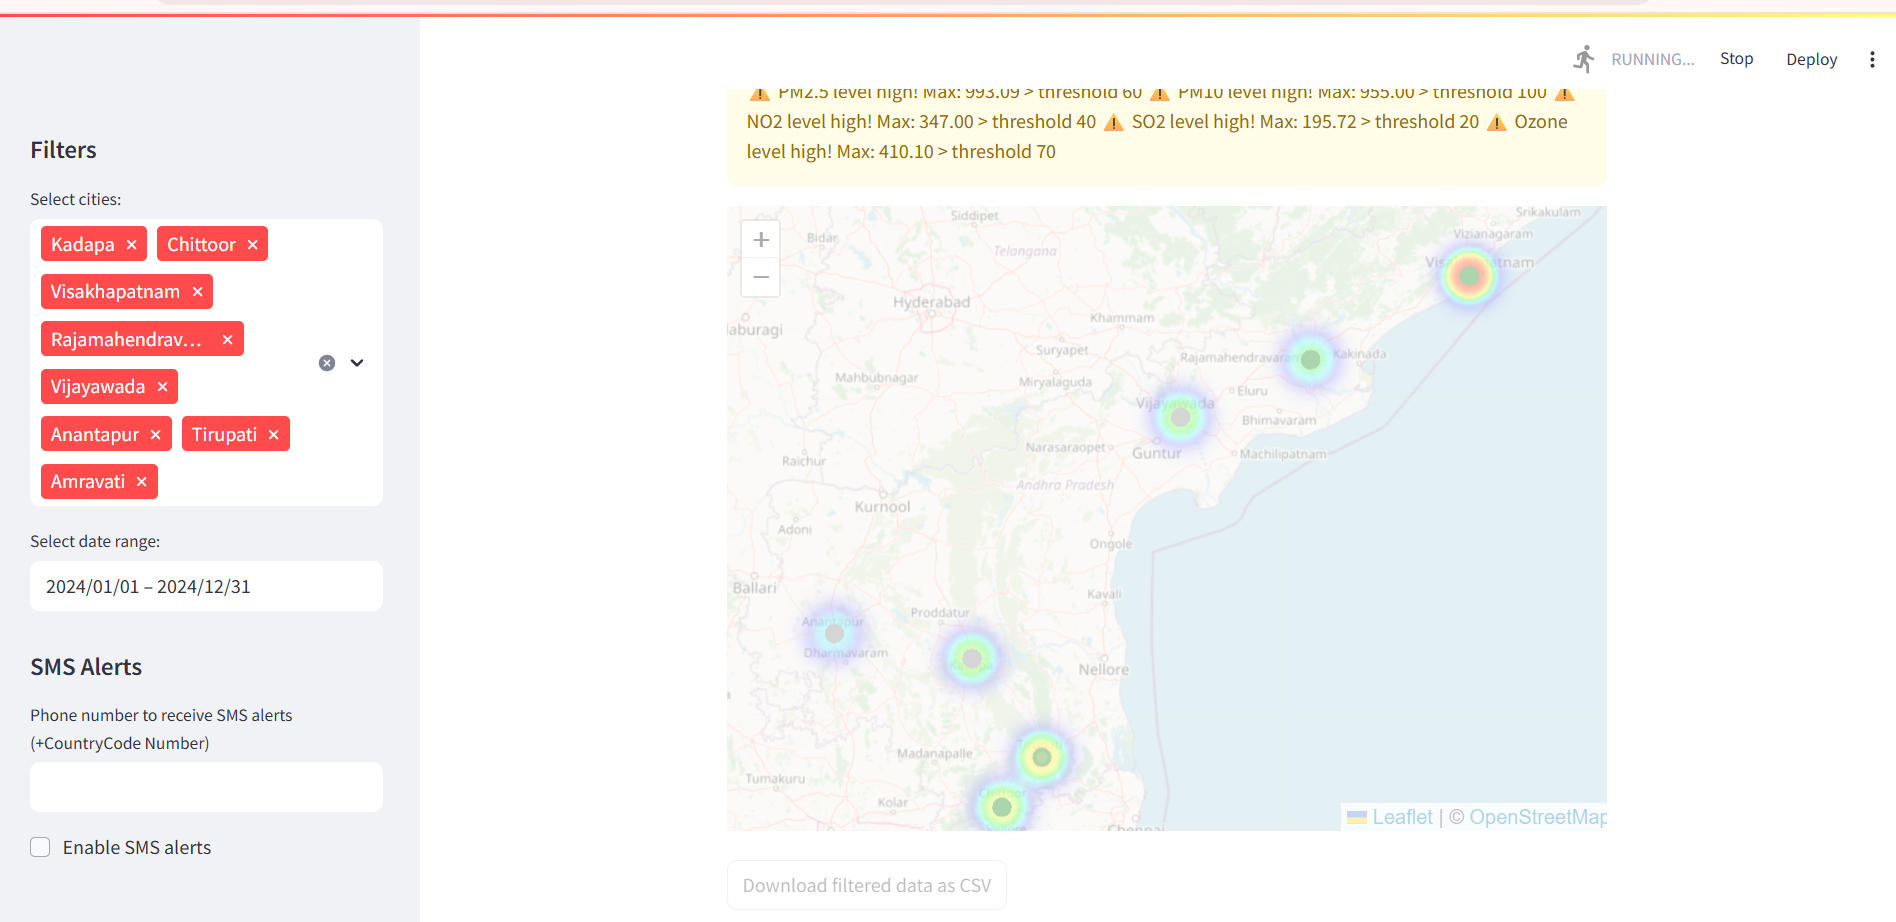 RUNNING...
Stop
Deploy
Filters
Select cities:
Kadapa ×
Chittoor ×
Visakhapatnam ×
Rajamahendrav... ×
Vijayawada ×
Anantapur ×
Tirupati ×
Amravati ×
Select date range:
2024/01/01 – 2024/12/31
SMS Alerts
Phone number to receive SMS alerts
(+CountryCode Number)
Enable SMS alerts
⚠️ PM2.5 level high! Max: 993.09 > threshold 60 ⚠️ PM10 level high! Max: 955.00 > threshold 100 ⚠️
NO2 level high! Max: 347.00 > threshold 40 ⚠️ SO2 level high! Max: 195.72 > threshold 20 ⚠️ Ozone
level high! Max: 410.10 > threshold 70
+
−
Siddipet
Srikakulam
Bidar
Vizianagaram
Telangana
Hyderabad
Khammam
Suryapet
Rajamahendravaram
Kakinada
Mahbubnagar
Miryalaguda
Eluru
Vijayawada
Bhimavaram
Narasaraopet
Guntur
Machilipatnam
Raichur
Andhra Pradesh
Kurnool
Adoni
Ongole
Ballari
Kavali
Proddatur
Anantapur
Dharmavaram
Nellore
Madanapalle
Tumakuru
Chittoor
Kolar
Vellore
Chennai
Leaflet | © OpenStreetMap
Download filtered data as CSV